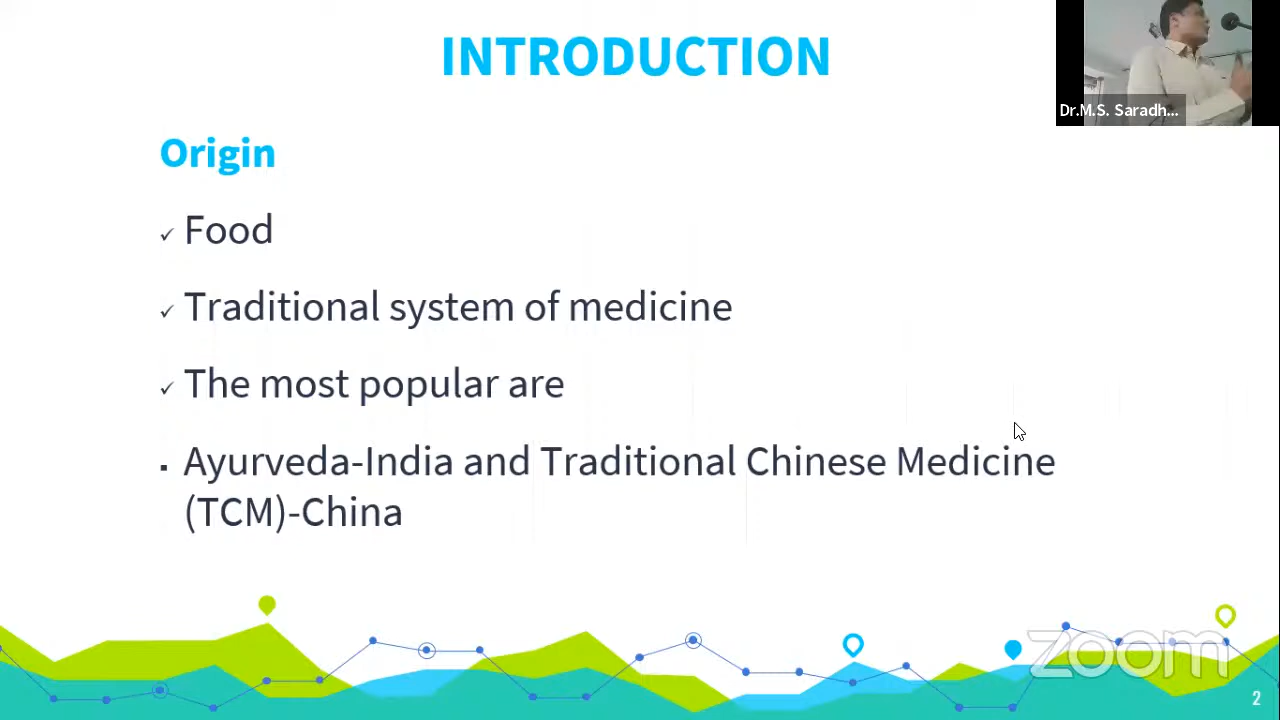 INTRODUCTION
Dr.M.S. Saradh...
Origin
✓ Food
✓ Traditional system of medicine
✓ The most popular are
▪ Ayurveda-India and Traditional Chinese Medicine
(TCM)-China
zoom
2